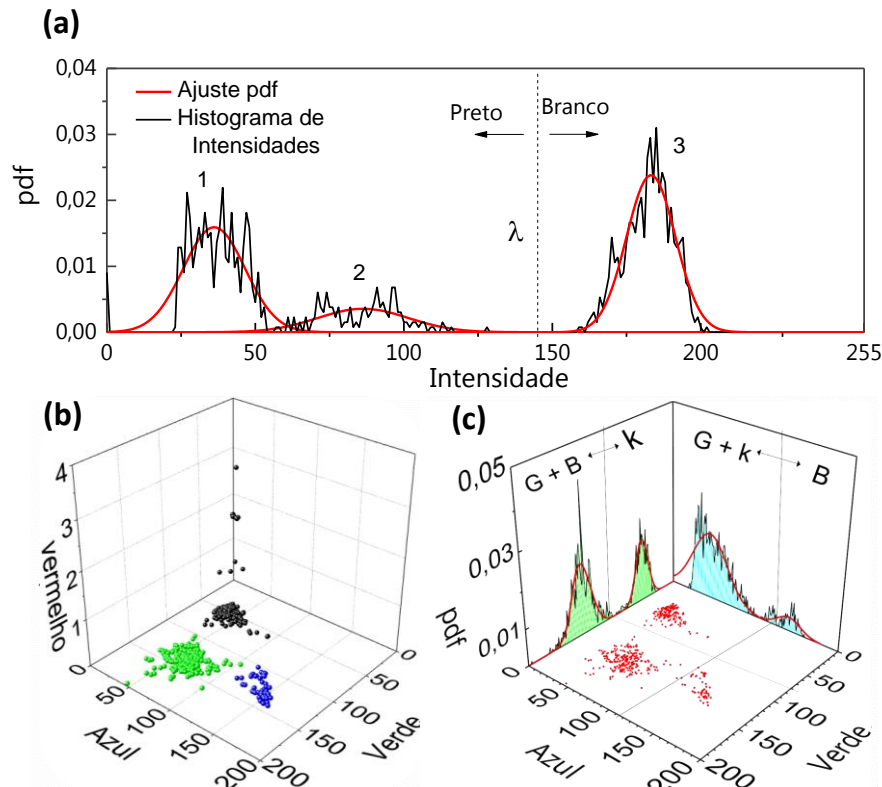 (a)
0,04
0,03
0,02
0,01
0,00
pdf
Ajuste pdf
Histograma de
Intensidades
Preto
Branco
λ
1
2
3
0
50
100
150
200
255
Intensidade
(b)
4
3
2
1
0
vermelho
50
100
150
200
Azul
0
50
100
150
200
Verde
(c)
0,05
0,03
0,01
pdf
G + B
k
G + k
B
0
50
100
150
200
Azul
0
50
100
150
200
Verde